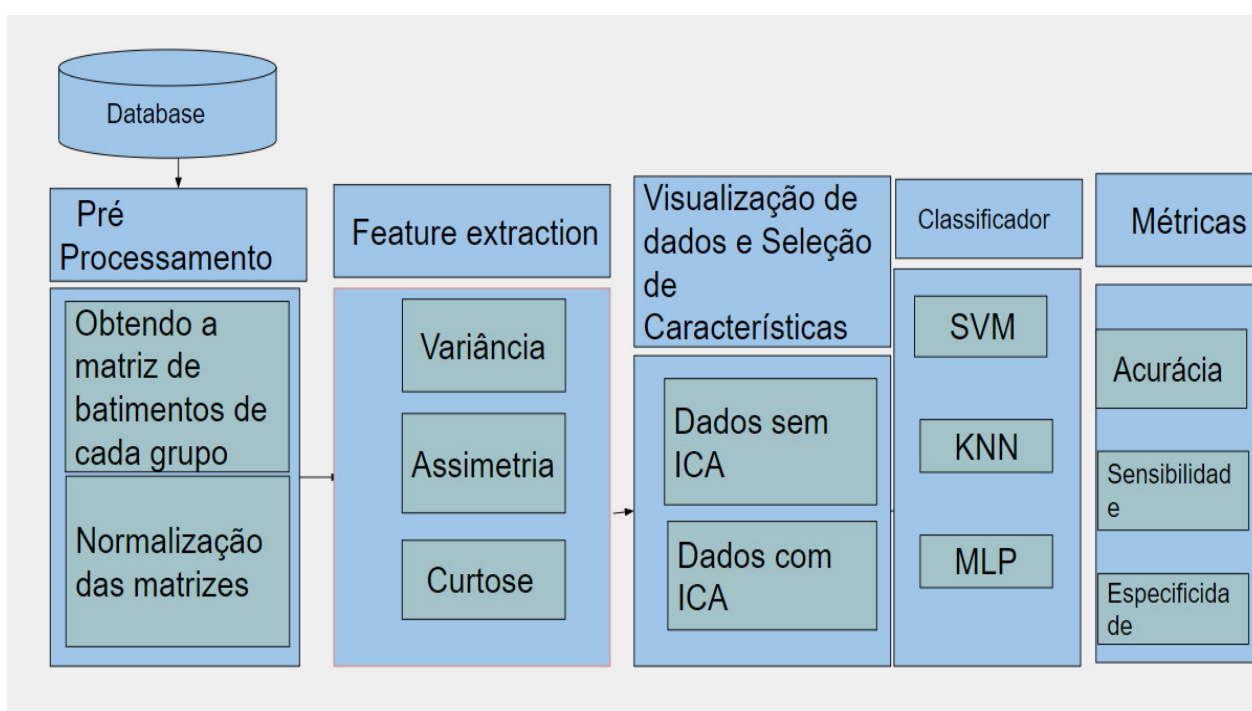 Database
Pré
Processamento
Obtendo a
matriz de
batimentos de
cada grupo
Normalização
das matrizes
Feature extraction
Variância
Assimetria
Curtose
Visualização de
dados e Seleção
de
Características
Dados sem
ICA
Dados com
ICA
Classificador
SVM
KNN
MLP
Métricas
Acurácia
Sensibilidad
e
Especificida
de